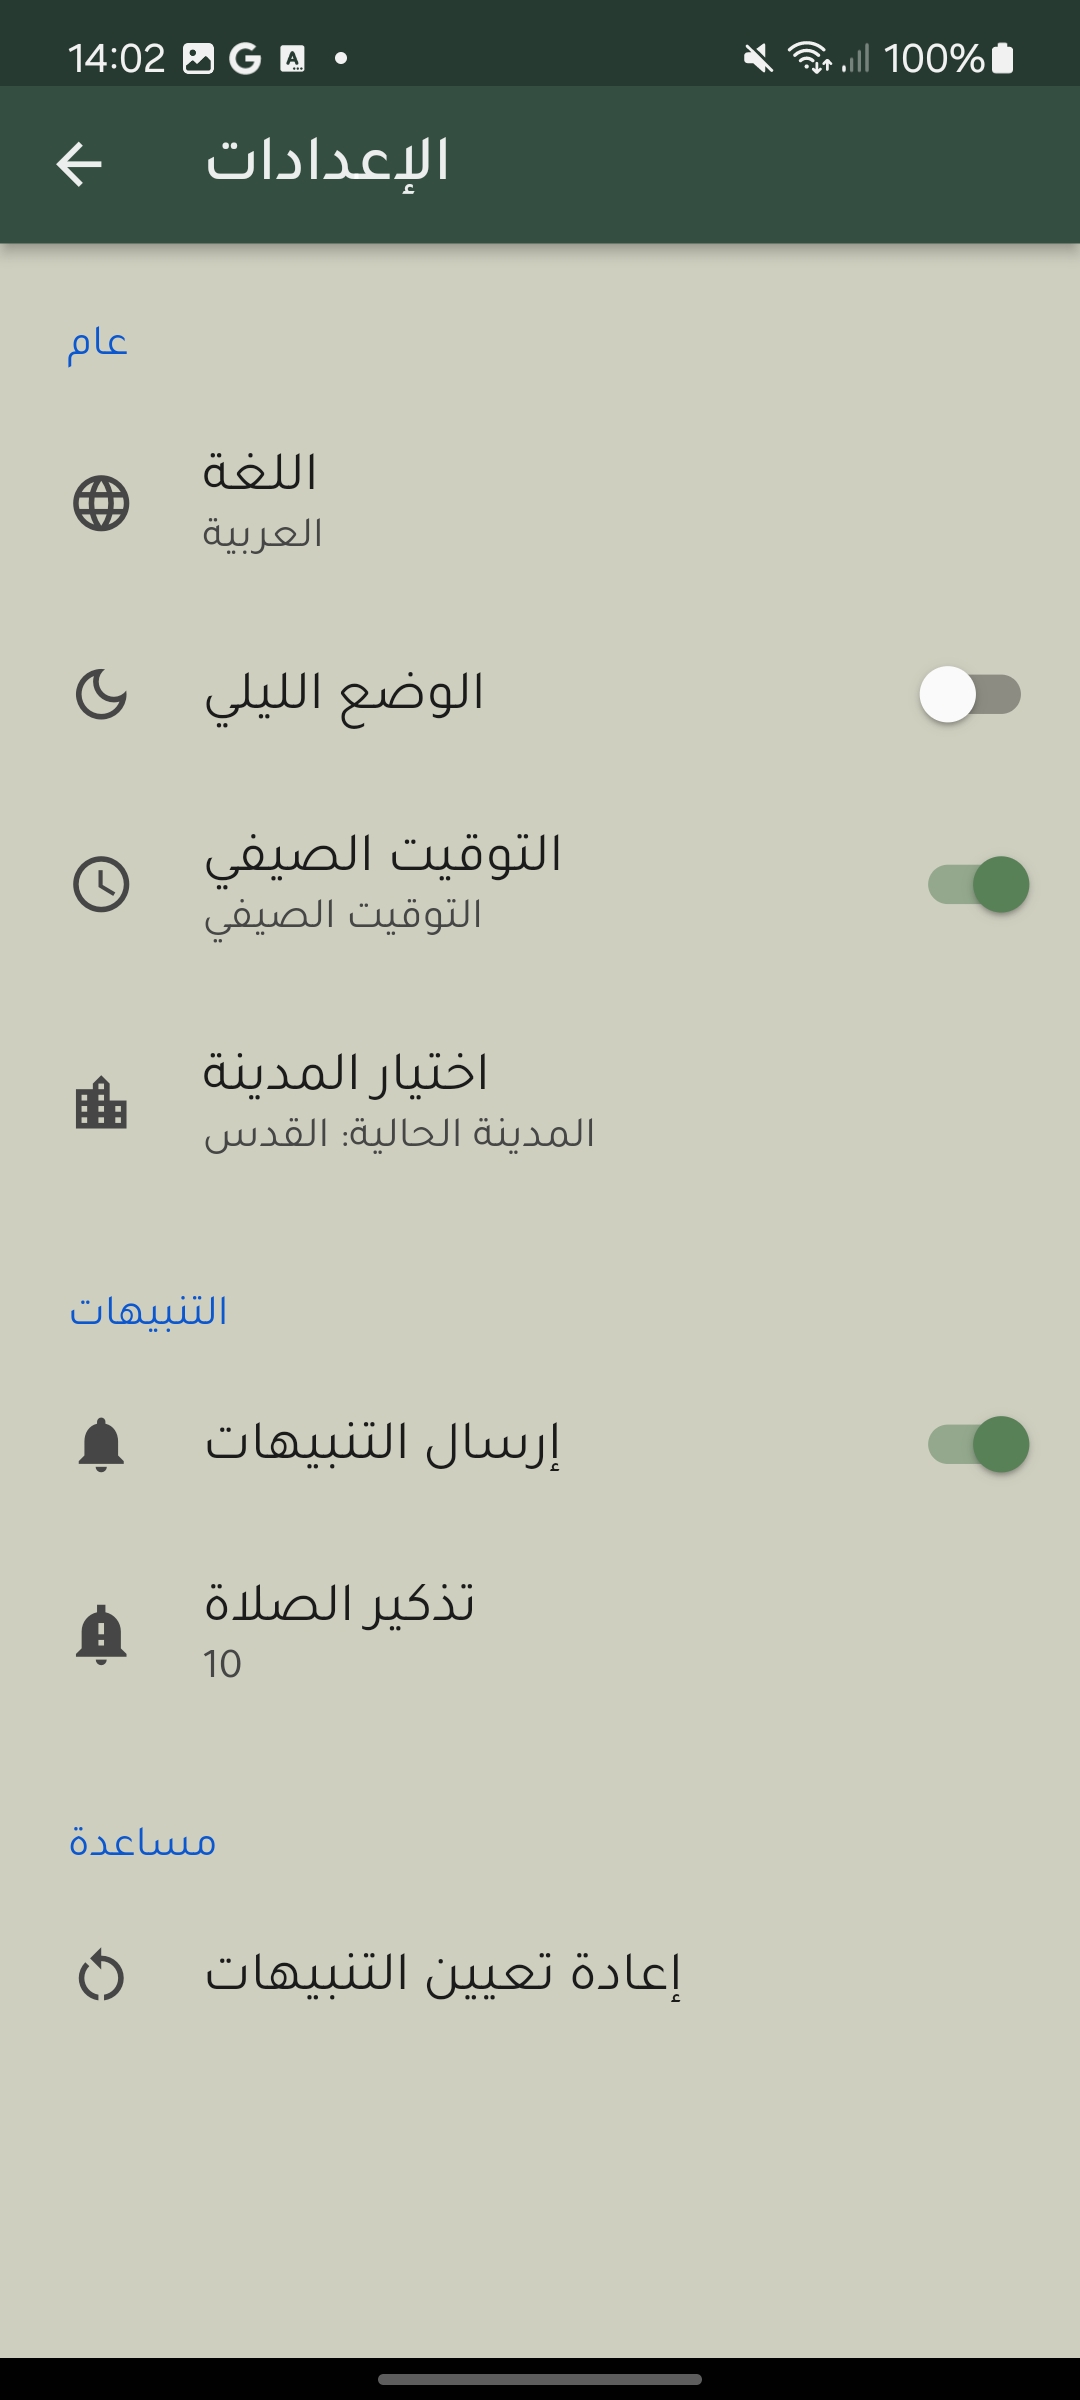 14:02
100%
الإعدادات
عام
اللغة
العربية
الوضع الليلي
التوقيت الصيفي
التوقيت الصيفي
اختيار المدينة
المدينة الحالية: القدس
التنبيهات
إرسال التنبيهات
تذكير الصلاة
10
مساعدة
إعادة تعيين التنبيهات